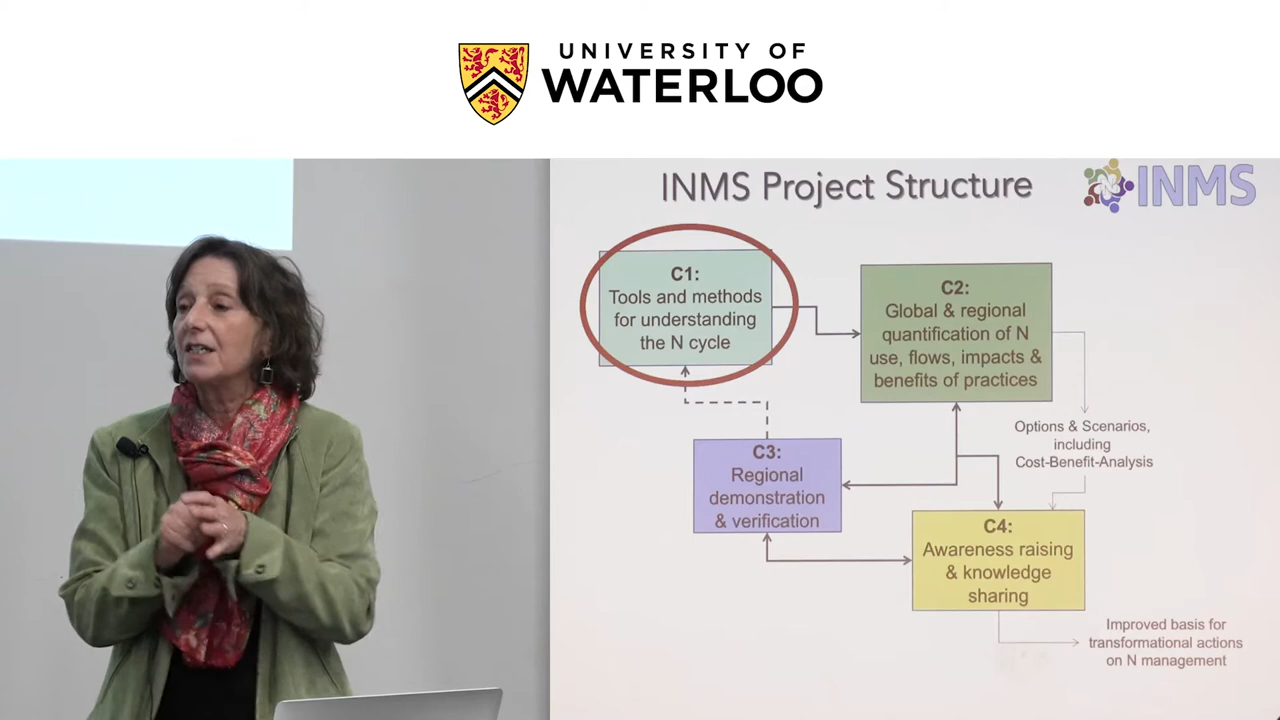 UNIVERSITY OF
WATERLOO
INMS Project Structure
INMS
C1:
Tools and methods
for understanding
the N cycle
C2:
Global & regional
quantification of N
use, flows, impacts &
benefits of practices
Options & Scenarios,
including
Cost-Benefit-Analysis
C3:
Regional
demonstration
& verification
C4:
Awareness raising
& knowledge
sharing
Improved basis for
transformational actions
on N management